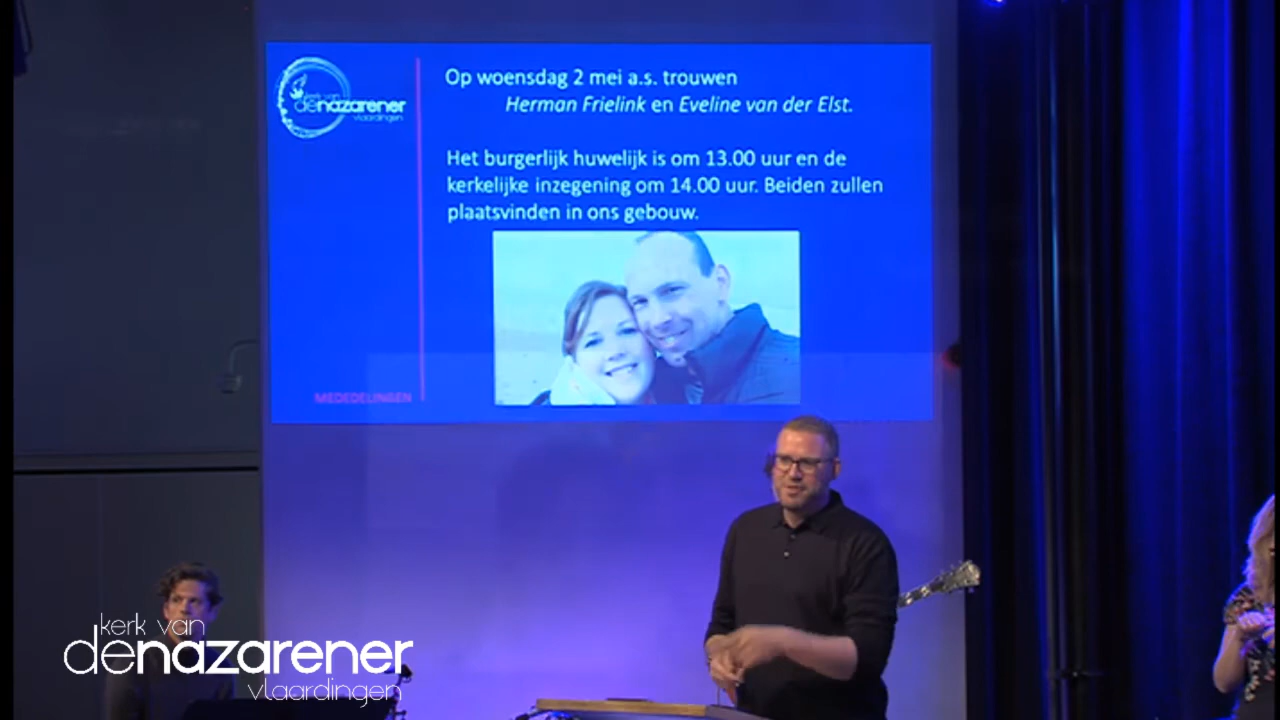 kerk van
denazarener
vlaardingen
Op woensdag 2 mei a.s. trouwen
Herman Frielink en Eveline van der Elst.
Het burgerlijk huwelijk is om 13.00 uur en de
kerkelijke inzegening om 14.00 uur. Beiden zullen
plaatsvinden in ons gebouw.
MEDEDELINGEN
kerk van
denazarener
vlaardingen